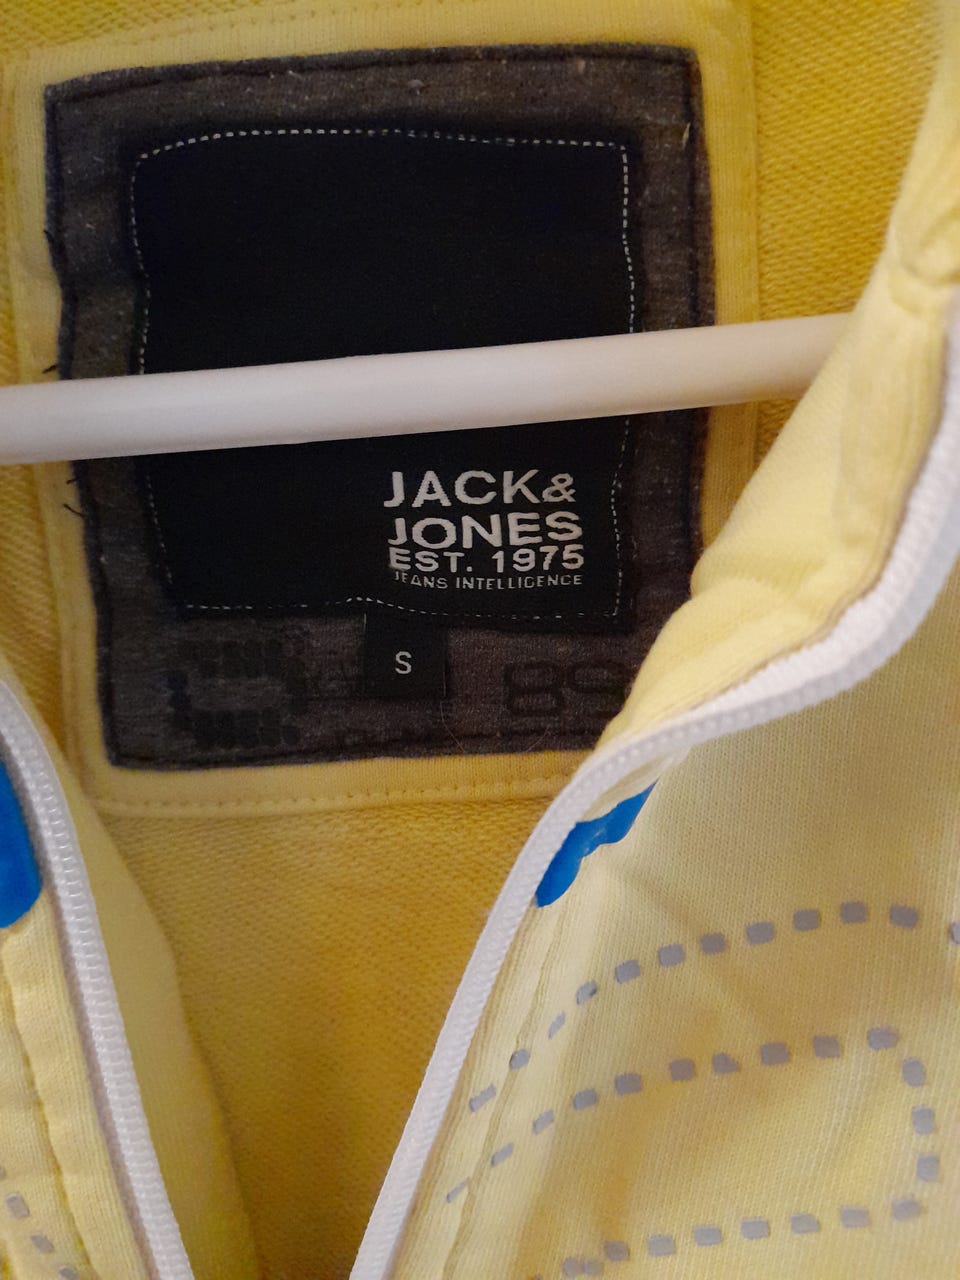 JACK&
JONES
EST. 1975
JEANS INTELLIGENCE
S